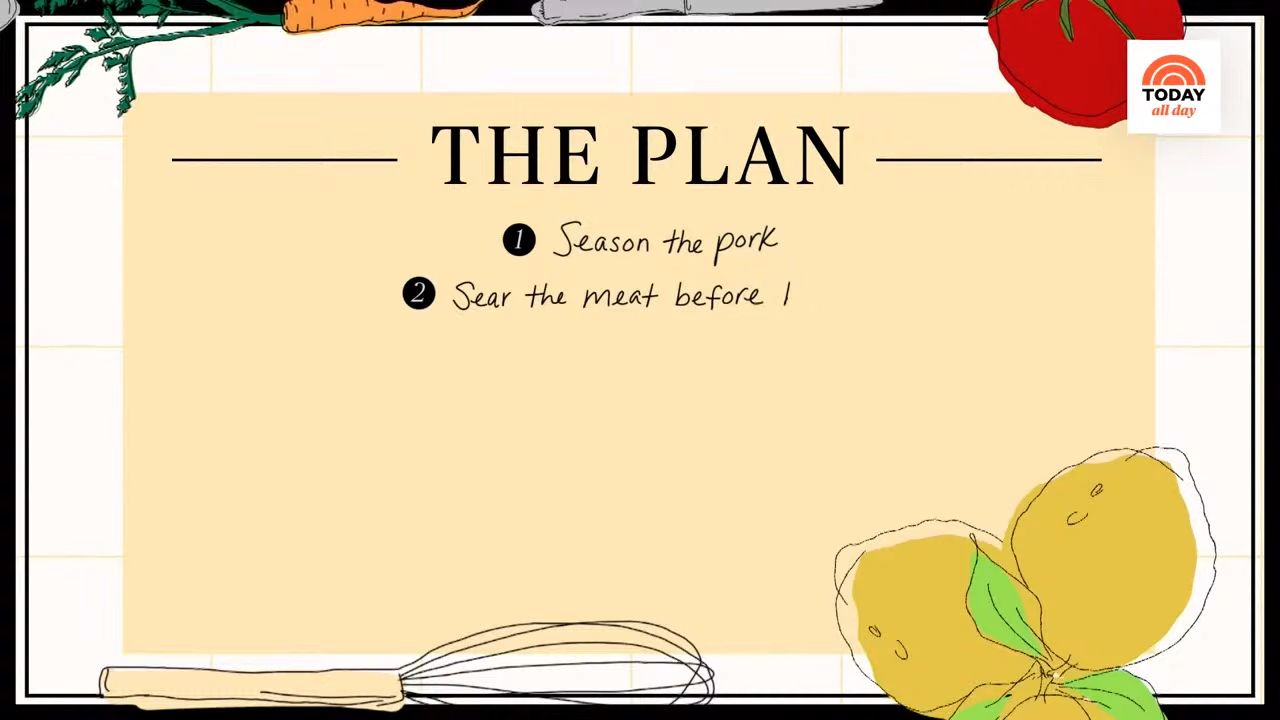 TODAY
all day
THE PLAN
1 Season the pork
2 Sear the meat before